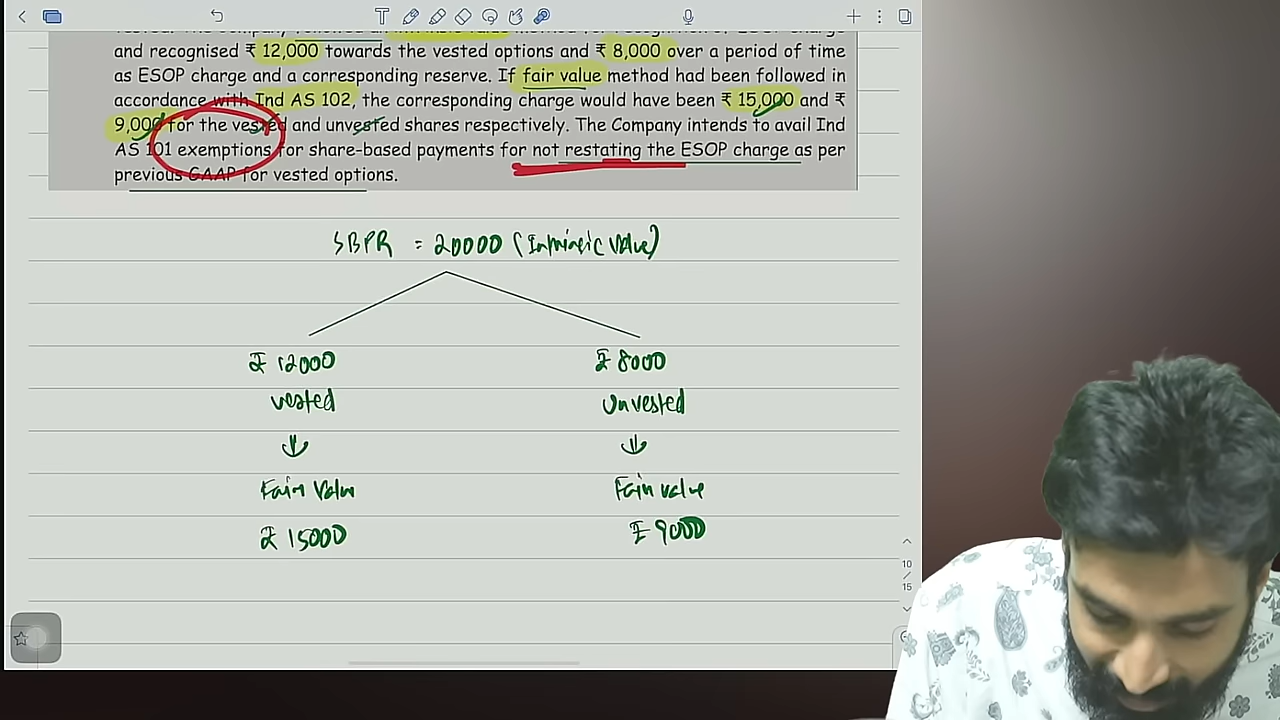 and recognised ₹ 12,000 towards the vested options and ₹ 8,000 over a period of time
as ESOP charge and a corresponding reserve. If fair value method had been followed in
accordance with Ind AS 102, the corresponding charge would have been ₹ 15,000 and ₹
9,000 for the vested and unvested shares respectively. The Company intends to avail Ind
AS 101 exemptions for share-based payments for not restating the ESOP charge as per
previous GAAP for vested options.
SBPR = 20000 (Intrinsic Value)
₹ 12000 ₹ 8000
vested Unvested
Fair Value Fair value
₹ 15000 ₹ 9000
10
15